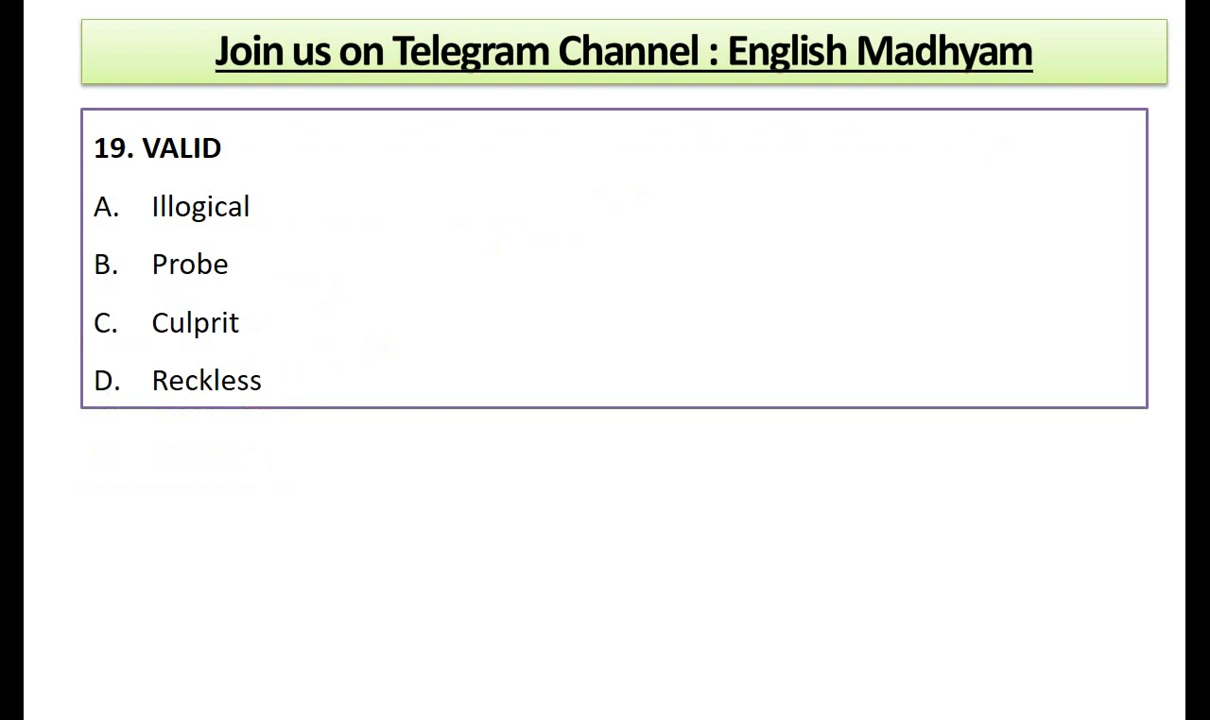 Join us on Telegram Channel : English Madhyam
19. VALID
A. Illogical
B. Probe
C. Culprit
D. Reckless